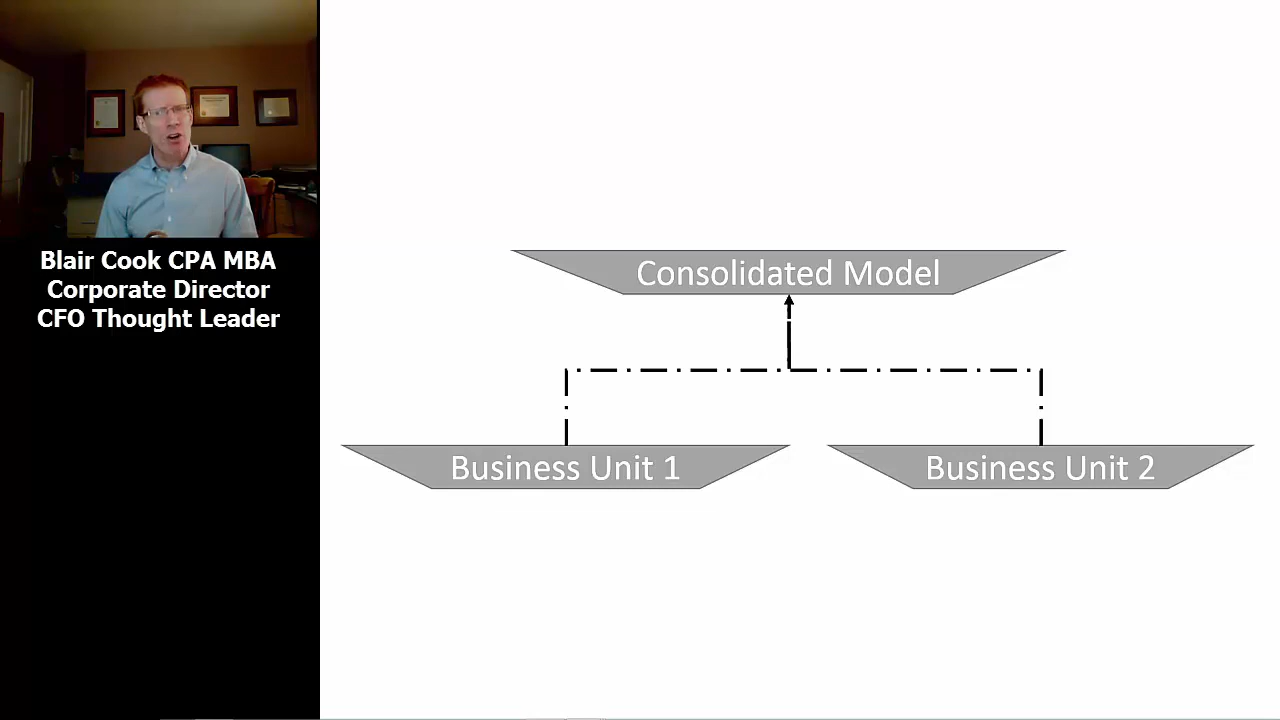 Blair Cook CPA MBA
Corporate Director
CFO Thought Leader
Consolidated Model
Business Unit 1
Business Unit 2